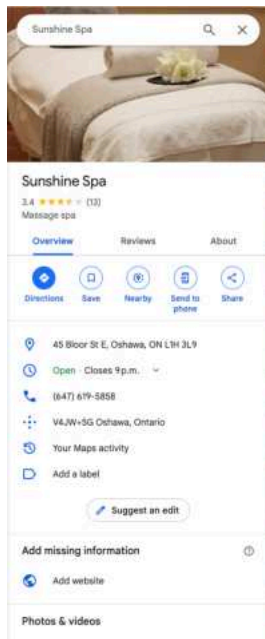 Sunshine Spa
Sunshine Spa
3.4 (13)
Massage spa
Overview Reviews About
Directions Save Nearby Send to phone Share
45 Bloor St E, Oshawa, ON L1H 3L9
Open · Closes 9 p.m.
(647) 619-5858
V4JW+5G Oshawa, Ontario
Your Maps activity
Add a label
Suggest an edit
Add missing information
Add website
Photos & videos